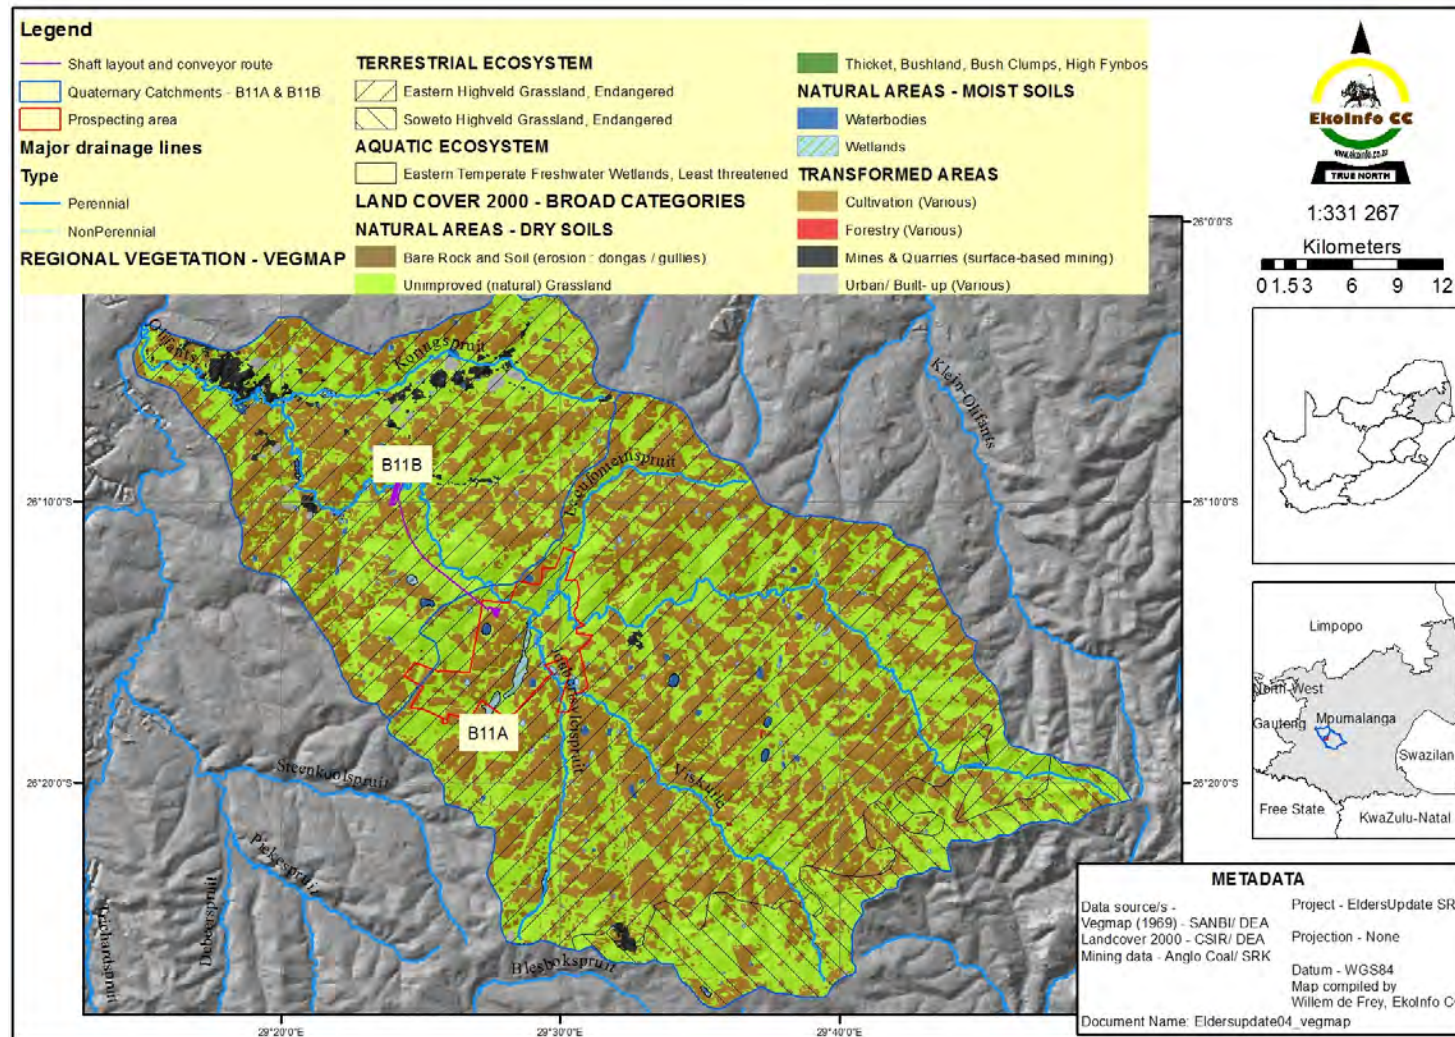 Legend
Shaft layout and conveyor route
Quaternary Catchments - B11A & B11B
Prospecting area
Major drainage lines
Type
Perennial
NonPerennial
REGIONAL VEGETATION - VEGMAP
TERRESTRIAL ECOSYSTEM
Eastern Highveld Grassland, Endangered
Soweto Highveld Grassland, Endangered
AQUATIC ECOSYSTEM
Eastern Temperate Freshwater Wetlands, Least threatened
LAND COVER 2000 - BROAD CATEGORIES
NATURAL AREAS - DRY SOILS
Bare Rock and Soil (erosion : dongas / gullies)
Unimproved (natural) Grassland
Thicket, Bushland, Bush Clumps, High Fynbos
NATURAL AREAS - MOIST SOILS
Waterbodies
Wetlands
TRANSFORMED AREAS
Cultivation (Various)
Forestry (Various)
Mines & Quarries (surface-based mining)
Urban/ Built- up (Various)
EkoInfo CC
www.ekoinfo.co.za
TRUE NORTH
1:331 267
Kilometers
0 1.5 3 6 9 12
26°0'0"S
Olifants
Koringspruit
Klein-Olifants
B11B
26°10'0"S
26°10'0"S
B11A
Steenkoolspruit
Viskuile
26°20'0"S
26°20'0"S
Piekespruit
Debeerspruit
Trichardtspruit
Blesbokspruit
29°20'0"E
29°30'0"E
29°40'0"E
Limpopo
North-West
Gauteng
Mpumalanga
Swazilan
Free State
KwaZulu-Natal
METADATA
Data source/s -
Vegmap (1969) - SANBI/ DEA
Landcover 2000 - CSIR/ DEA
Mining data - Anglo Coal/ SRK
Project - EldersUpdate SR
Projection - None
Datum - WGS84
Map compiled by
Willem de Frey, EkoInfo C
Document Name: Eldersupdate04_vegmap